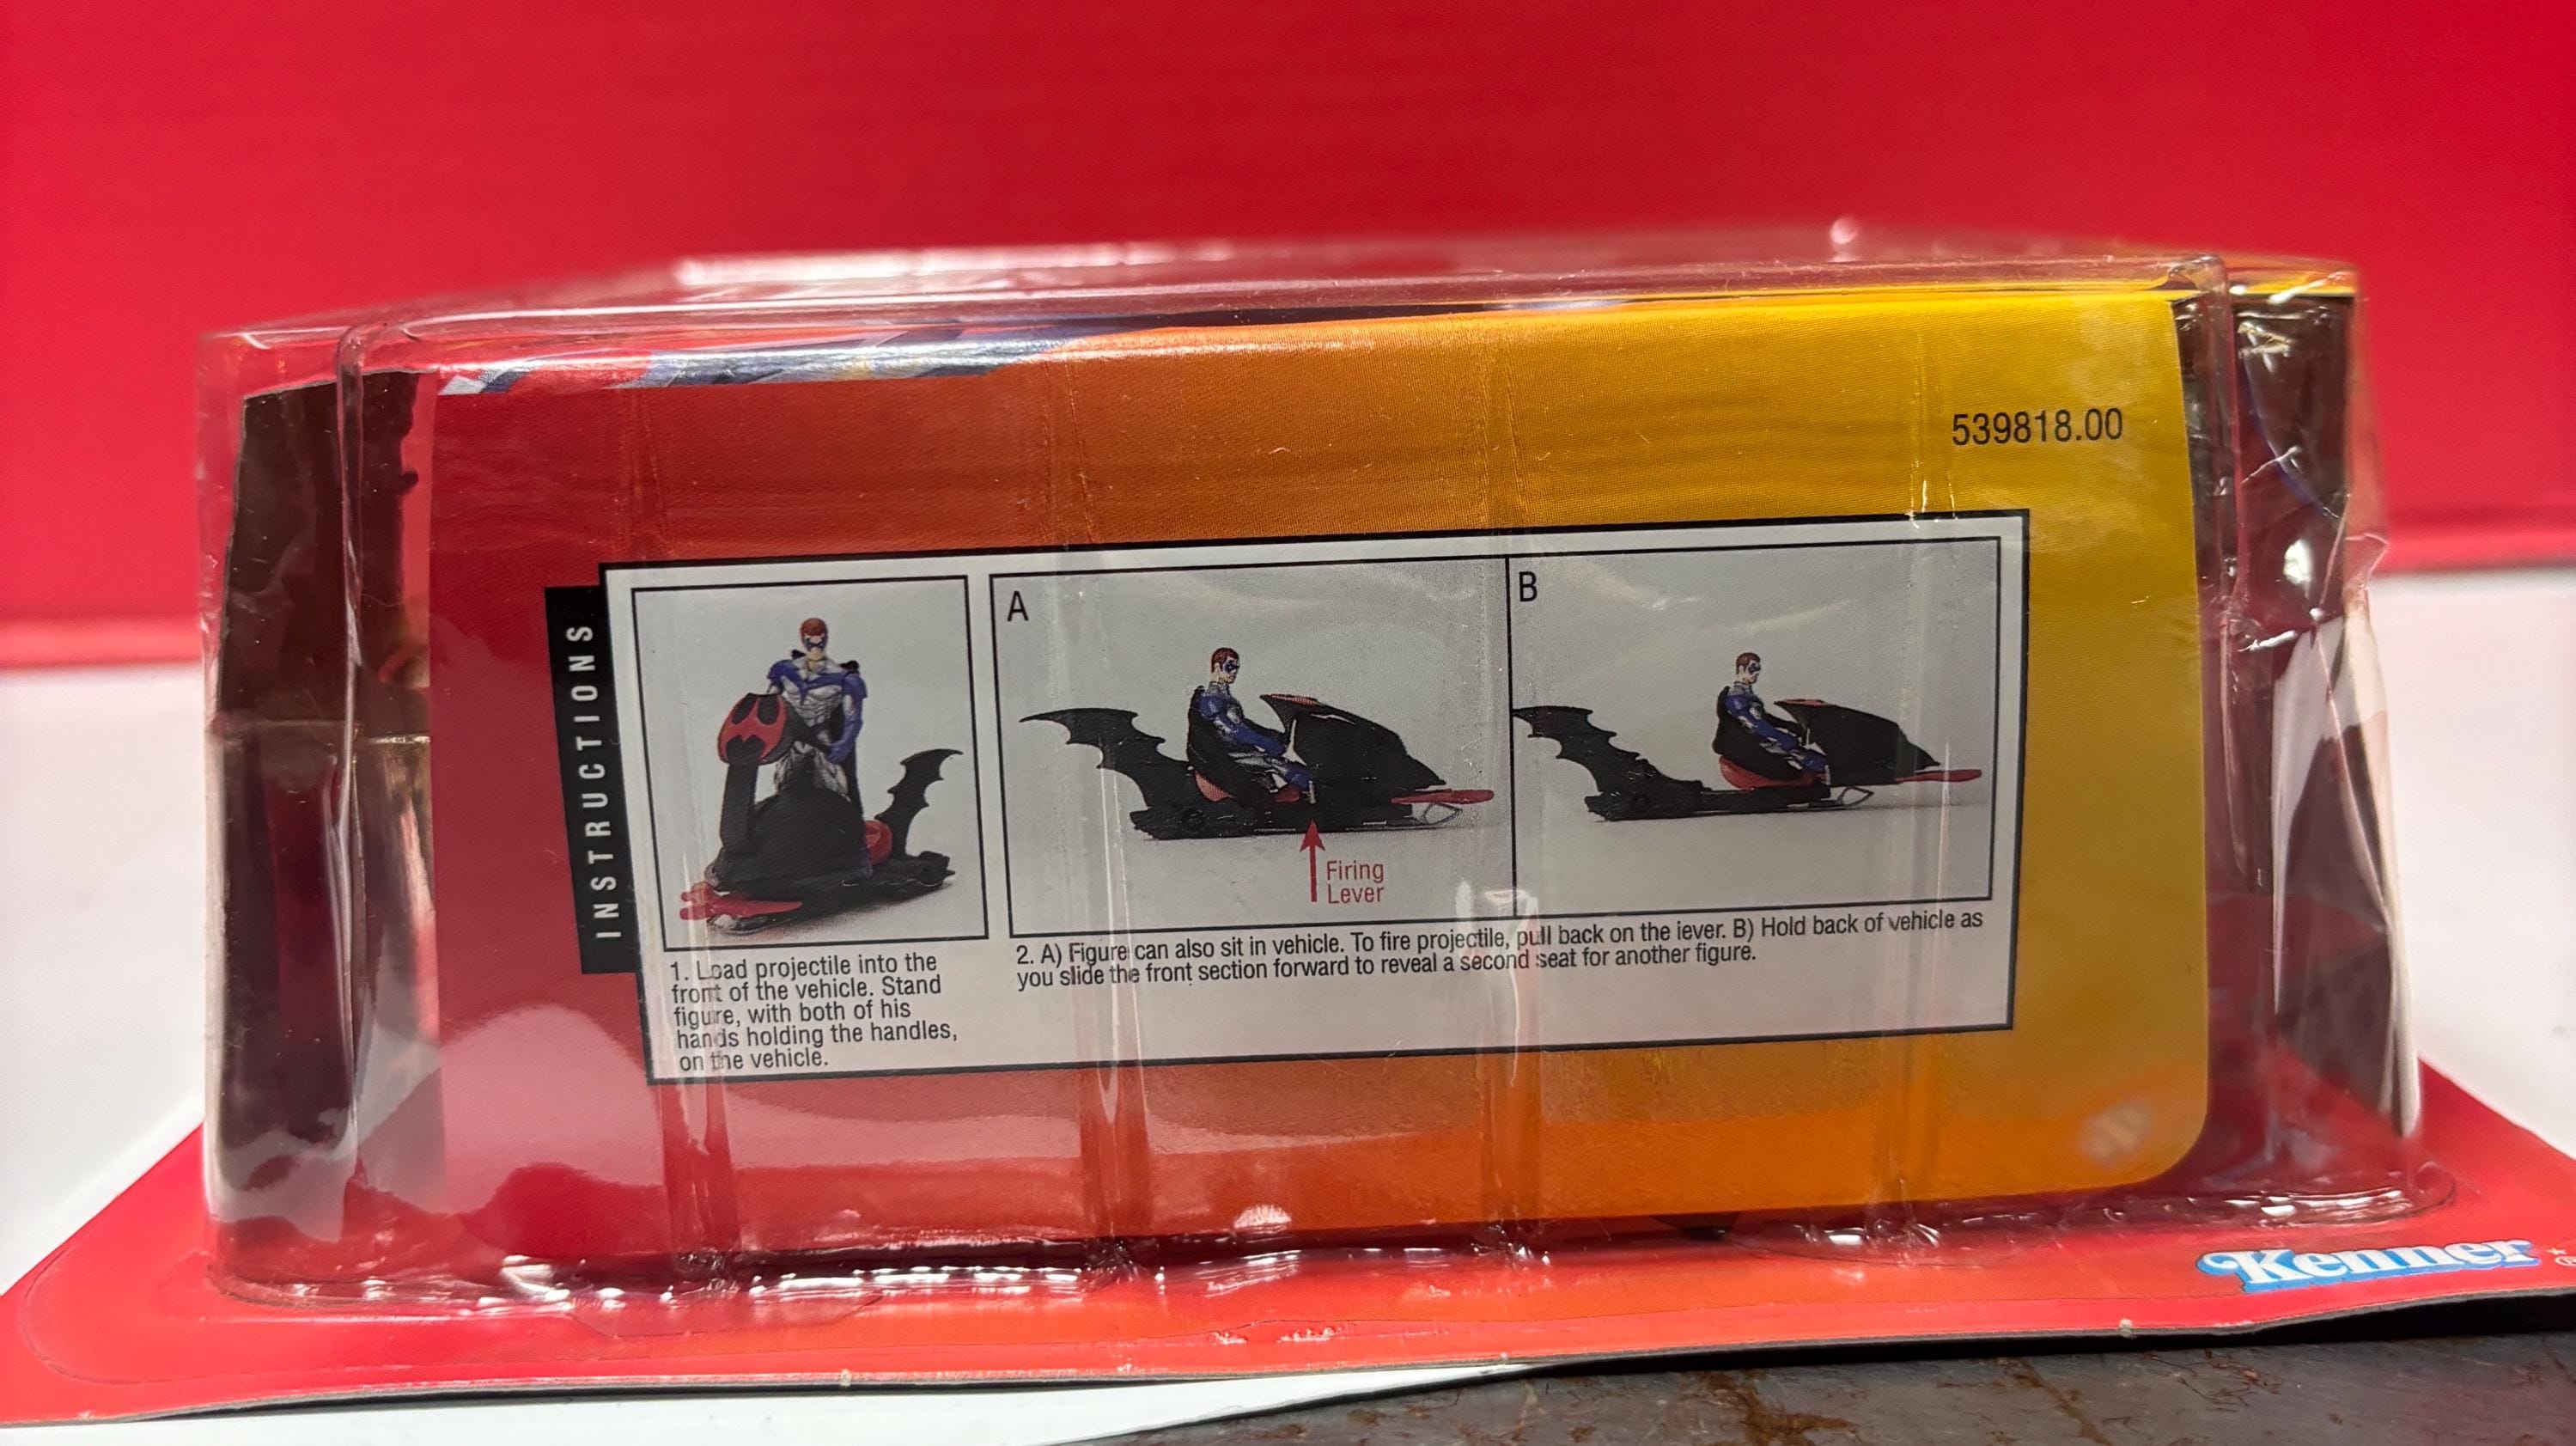 539818.00
INSTRUCTIONS
A
B
Firing
Lever
1. Load projectile into the
front of the vehicle. Stand
figure, with both of his
hands holding the handles,
on the vehicle.
2. A) Figure can also sit in vehicle. To fire projectile, pull back on the iever. B) Hold back of vehicle as
you slide the front section forward to reveal a second seat for another figure.
Kenner